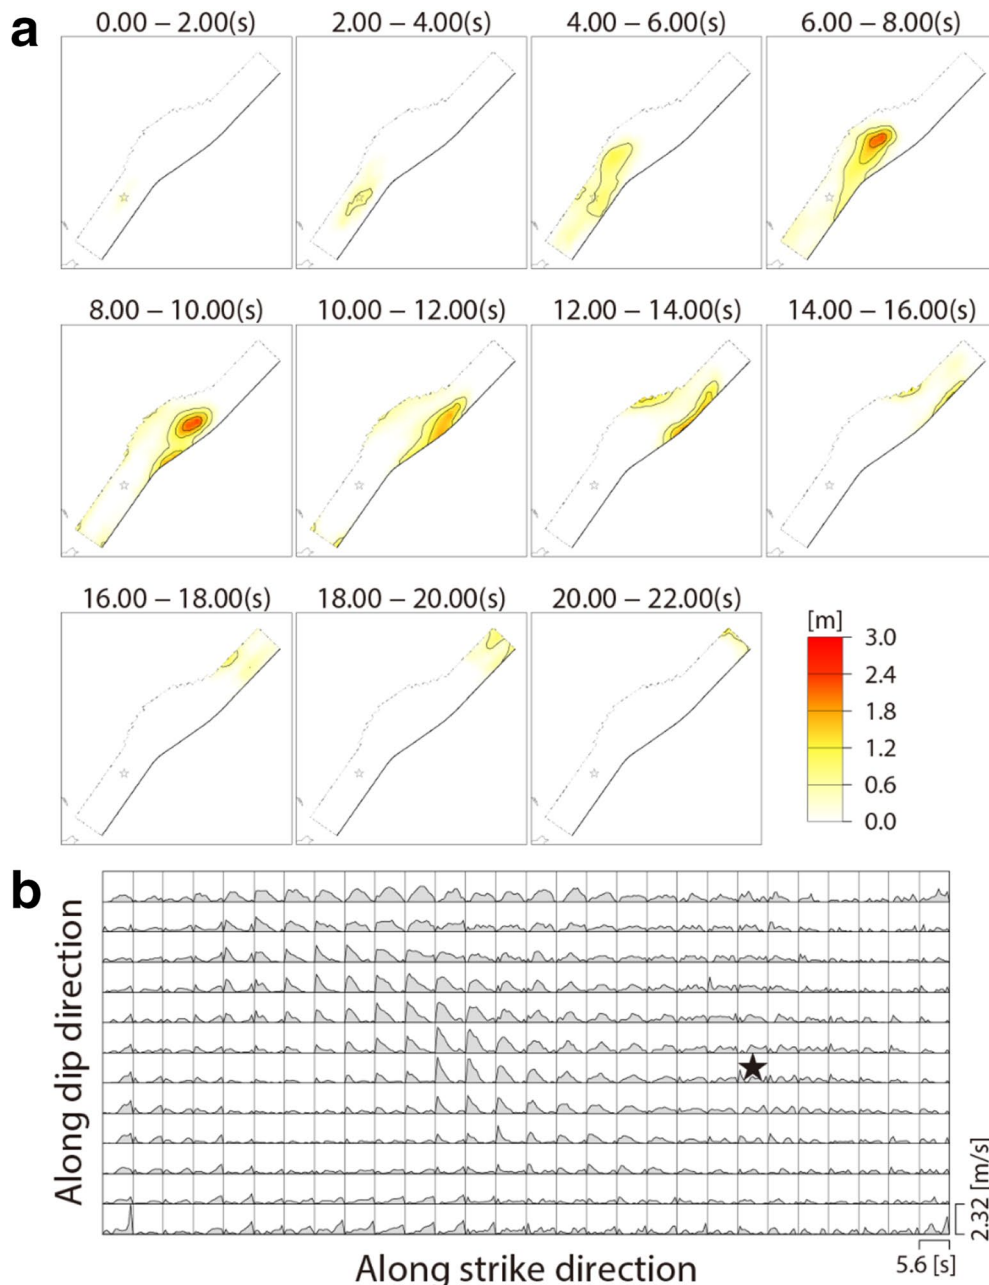 a
0.00 – 2.00(s)
2.00 – 4.00(s)
4.00 – 6.00(s)
6.00 – 8.00(s)
8.00 – 10.00(s)
10.00 – 12.00(s)
12.00 – 14.00(s)
14.00 – 16.00(s)
16.00 – 18.00(s)
18.00 – 20.00(s)
20.00 – 22.00(s)
[m]
3.0
2.4
1.8
1.2
0.6
0.0
b
Along dip direction
2.32 [m/s]
5.6 [s]
Along strike direction